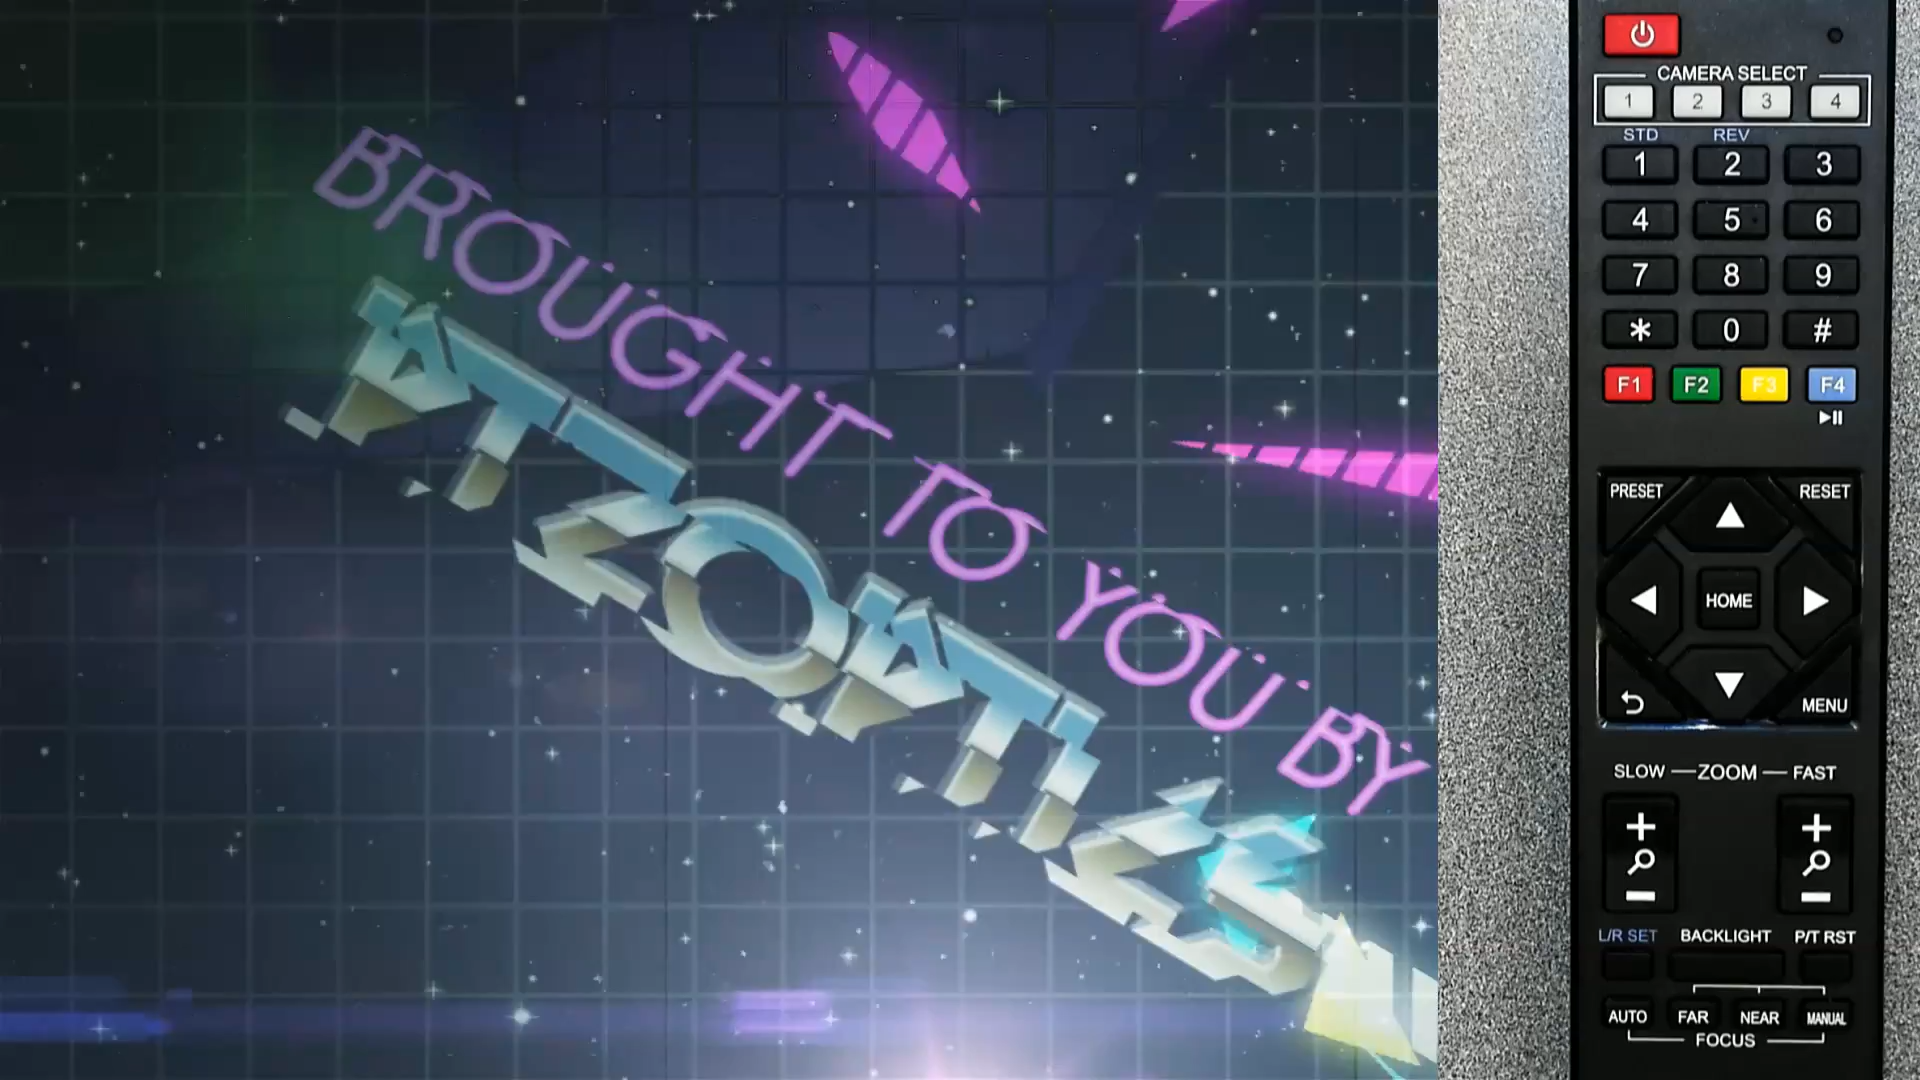 BROUGHT TO YOU BY
CAMERA SELECT
1 2 3 4
STD REV
1 2 3
4 5 6
7 8 9
* 0 #
F1 F2 F3 F4
PRESET RESET
HOME
MENU
SLOW ZOOM FAST
+ +
- -
L/R SET BACKLIGHT P/T RST
AUTO FAR NEAR MANUAL
FOCUS